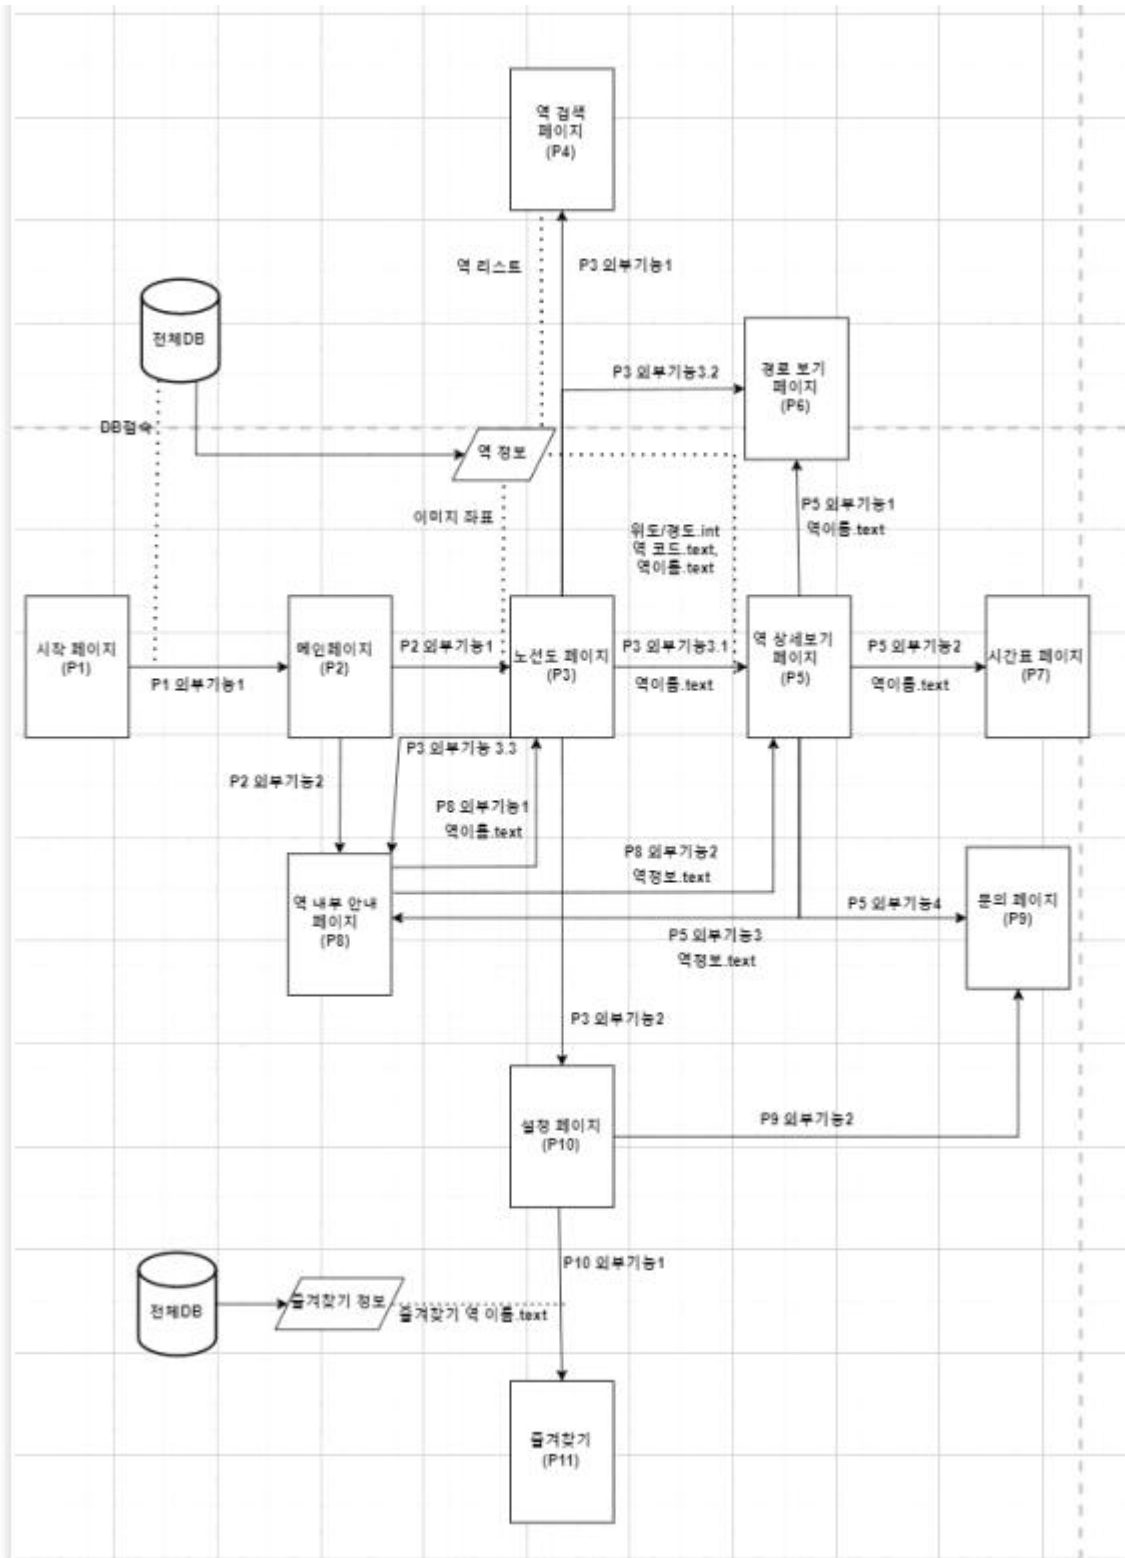 역 검색
페이지
(P4)
역 리스트
P3 외부기능1
전체DB
P3 외부기능3.2
경로 보기
페이지
(P6)
DB접속
역 정보
이미지 좌표
P5 외부기능1
역이름.text
위도/경도.int
역 코드.text,
역이름.text
시작 페이지
(P1)
P1 외부기능1
메인페이지
(P2)
P2 외부기능1
노선도 페이지
(P3)
P3 외부기능3.1
역이름.text
역 상세보기
페이지
(P5)
P5 외부기능2
역이름.text
시간표 페이지
(P7)
P3 외부기능 3.3
P2 외부기능2
P8 외부기능1
역이름.text
P8 외부기능2
역정보.text
역 내부 안내
페이지
(P8)
P5 외부기능4
문의 페이지
(P9)
P5 외부기능3
역정보.text
P3 외부기능2
설정 페이지
(P10)
P9 외부기능2
P10 외부기능1
전체DB
즐겨찾기 정보
즐겨찾기 역 이름.text
즐겨찾기
(P11)